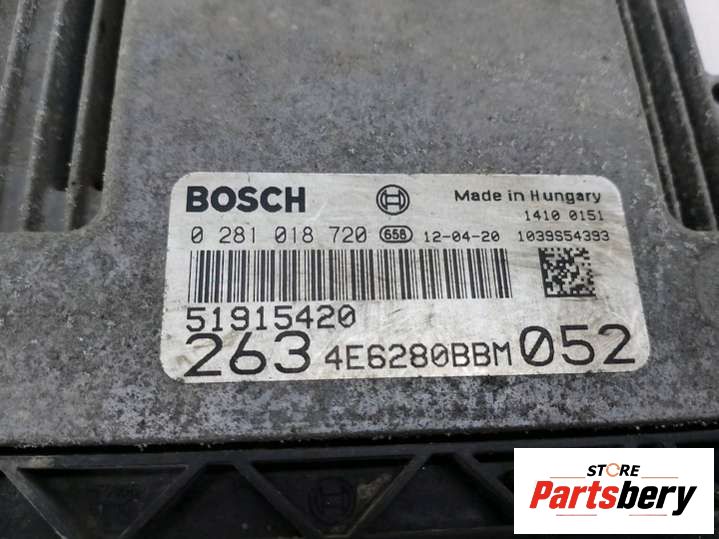 BOSCH Made in Hungary
1410 0151
0 281 018 720 658 12-04-20 1039S54393
51915420
263 4E6280BBM 052
STORE
Partsbery